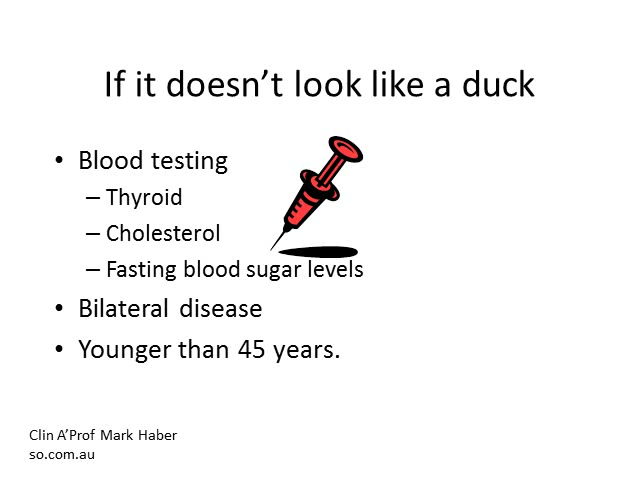 If it doesn’t look like a duck
• Blood testing
– Thyroid
– Cholesterol
– Fasting blood sugar levels
• Bilateral disease
• Younger than 45 years.
Clin A’Prof Mark Haber
so.com.au